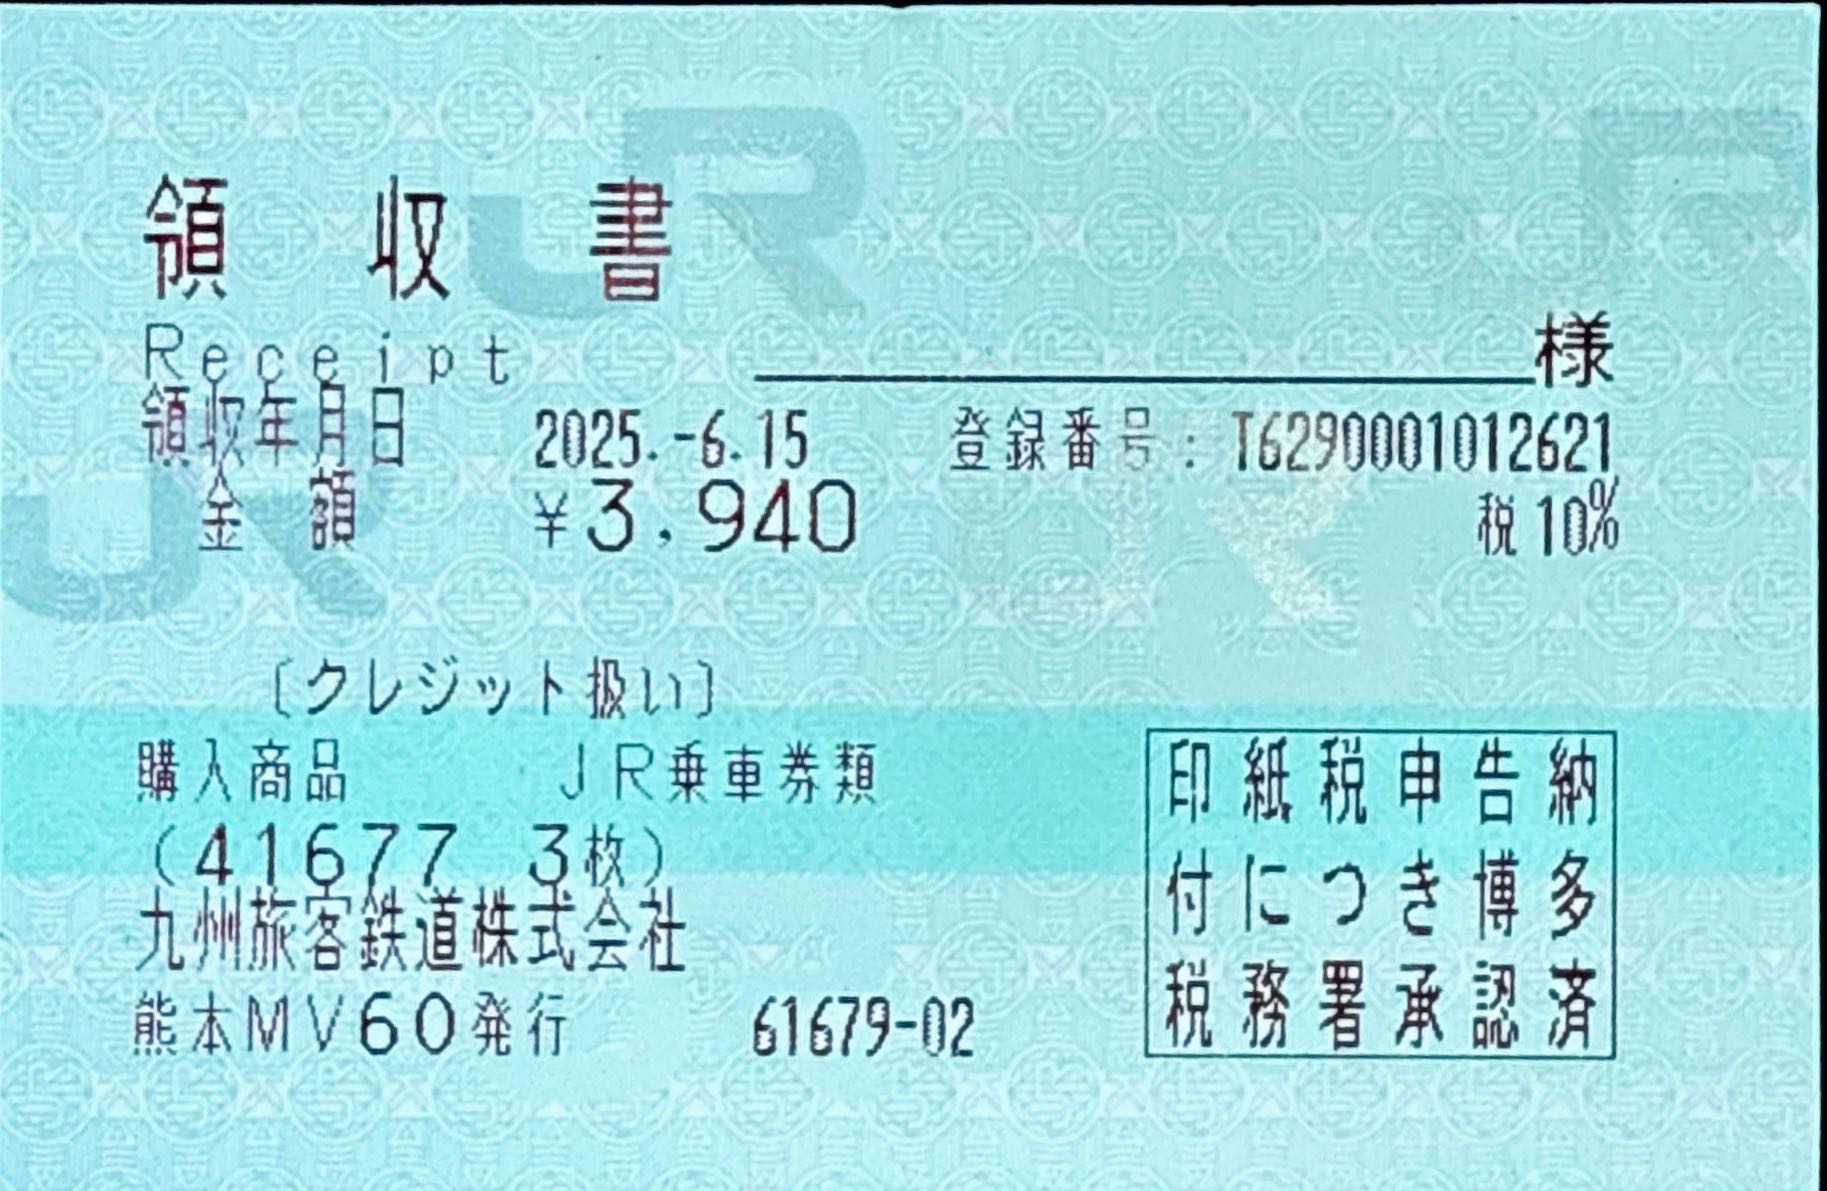 領収書
Receipt
様
領収年月日 2025.-6.15 登録番号:T6290001012621
金額 ¥3,940 税10%
〔クレジット扱い〕
購入商品 JR乗車券類
(41677 3枚)
九州旅客鉄道株式会社
熊本MV60発行 61679-02
印紙税申告納
付につき博多
税務署承認済